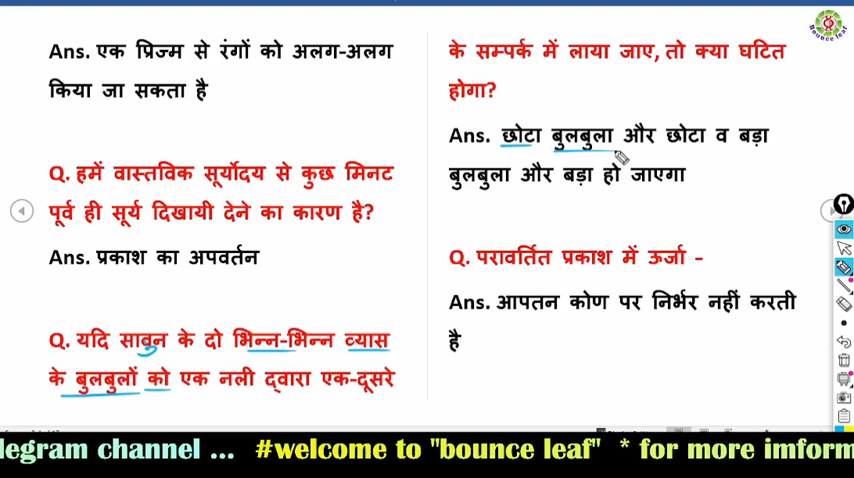 Ans. एक प्रिज्म से रंगों को अलग-अलग
किया जा सकता है
Q. हमें वास्तविक सूर्योदय से कुछ मिनट
पूर्व ही सूर्य दिखायी देने का कारण है?
Ans. प्रकाश का अपवर्तन
Q. यदि साबुन के दो भिन्न-भिन्न व्यास
के बुलबुलों को एक नली द्वारा एक-दूसरे
के सम्पर्क में लाया जाए, तो क्या घटित
होगा?
Ans. छोटा बुलबुला और छोटा व बड़ा
बुलबुला और बड़ा हो जाएगा
Q. परावर्तित प्रकाश में ऊर्जा -
Ans. आपतन कोण पर निर्भर नहीं करती
है
Bounce leaf
legram channel ... #welcome to "bounce leaf" * for more imform